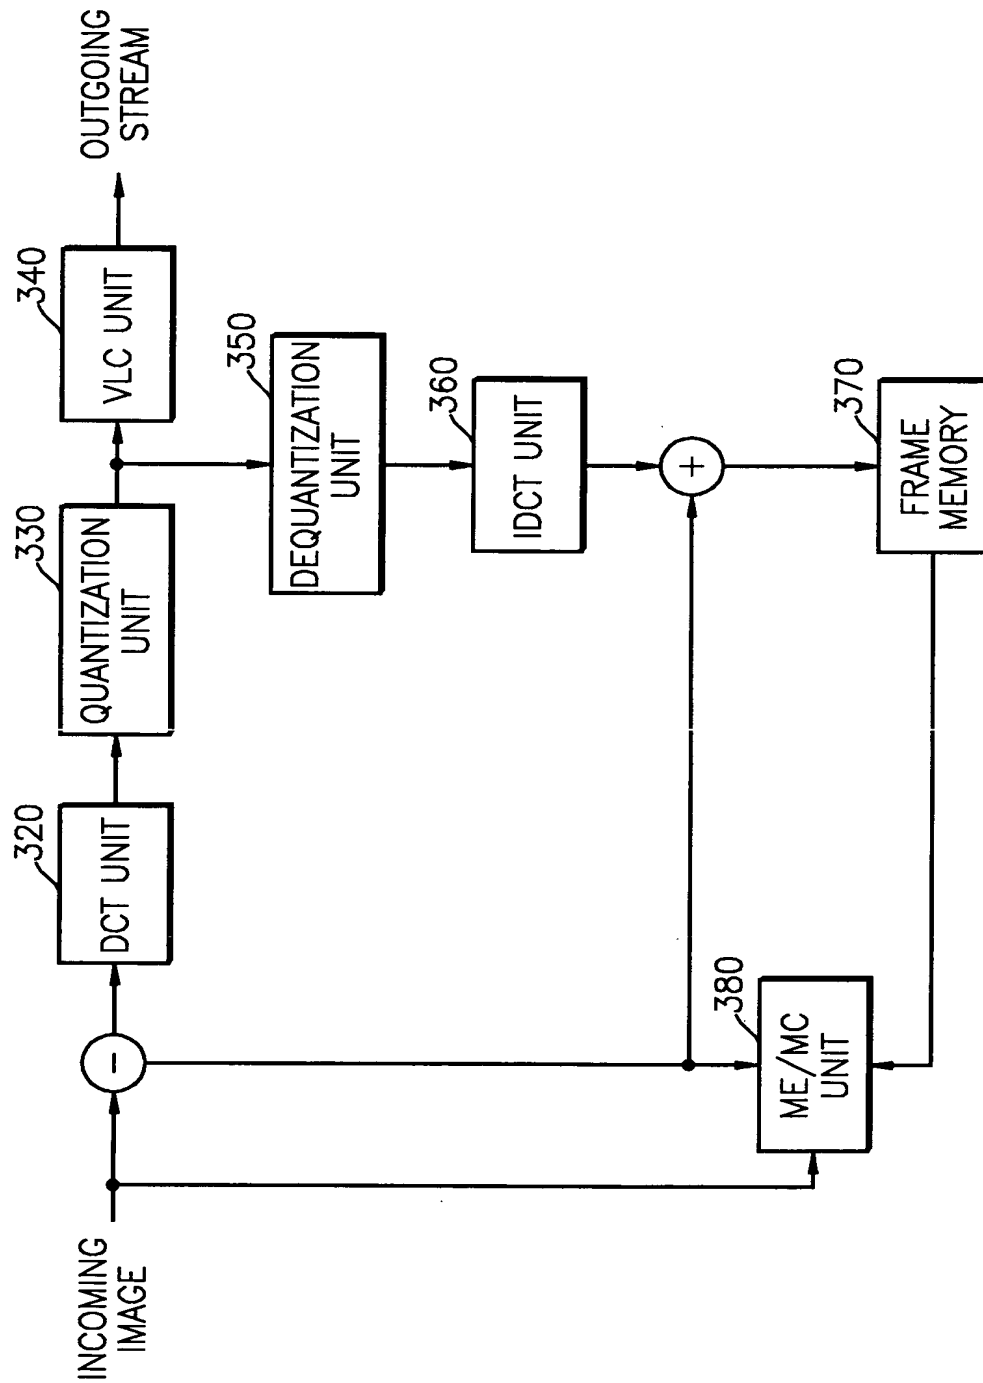 INCOMING
IMAGE
-
320
DCT UNIT
330
QUANTIZATION
UNIT
340
VLC UNIT
OUTGOING
STREAM
350
DEQUANTIZATION
UNIT
360
IDCT UNIT
+
380
ME/MC
UNIT
370
FRAME
MEMORY